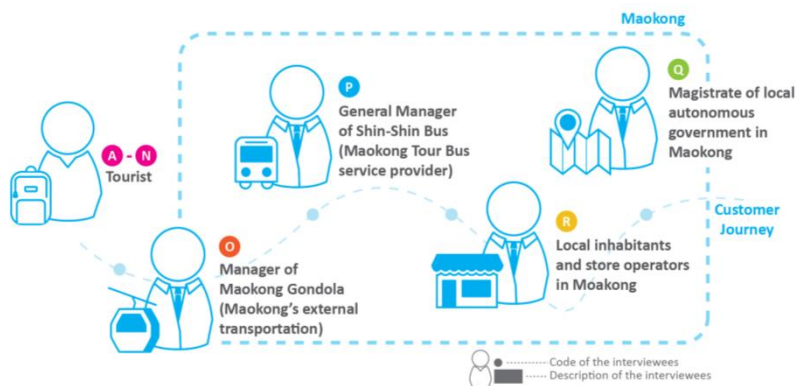 Maokong
A - N
Tourist
O
Manager of
Maokong Gondola
(Maokong's external
transportation)
P
General Manager
of Shin-Shin Bus
(Maokong Tour Bus
service provider)
Q
Magistrate of local
autonomous
government in
Maokong
R
Local inhabitants
and store operators
in Moakong
Customer
Journey
Code of the interviewees
Description of the interviewees